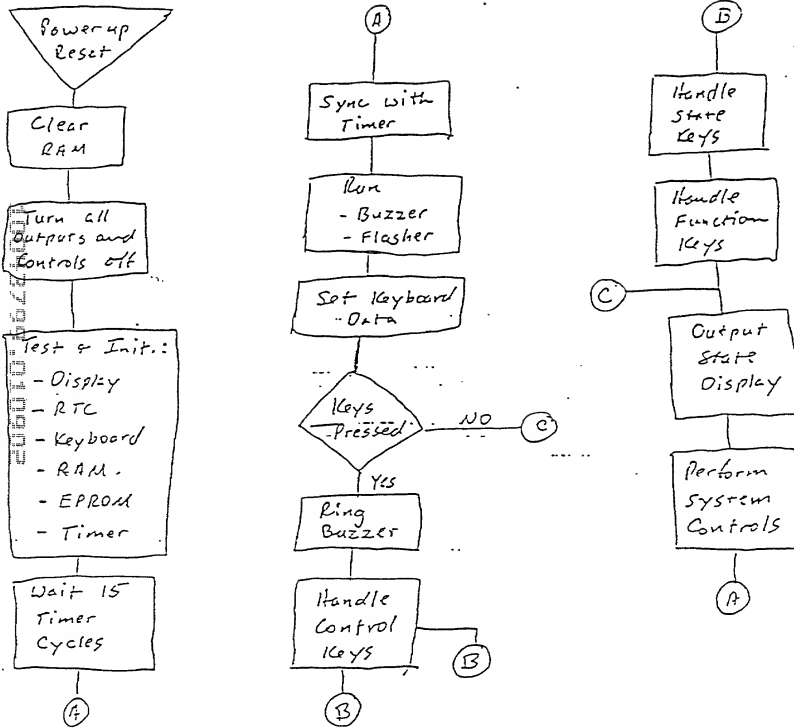 Power up
Reset
Clear
RAM
Turn all
Outputs and
Controls off
Test & Init.:
- Display
- RTC
- Keyboard
- RAM.
- EPROM
- Timer
Wait 15
Timer
Cycles
A
A
Sync with
Timer
Run
- Buzzer
- Flasher
Set Keyboard
Data
Keys
Pressed
NO
C
Yes
Ring
Buzzer
Handle
Control
Keys
B
B
B
Handle
State
Keys
Handle
Function
Keys
C
Output
State
Display
Perform
System
Controls
A